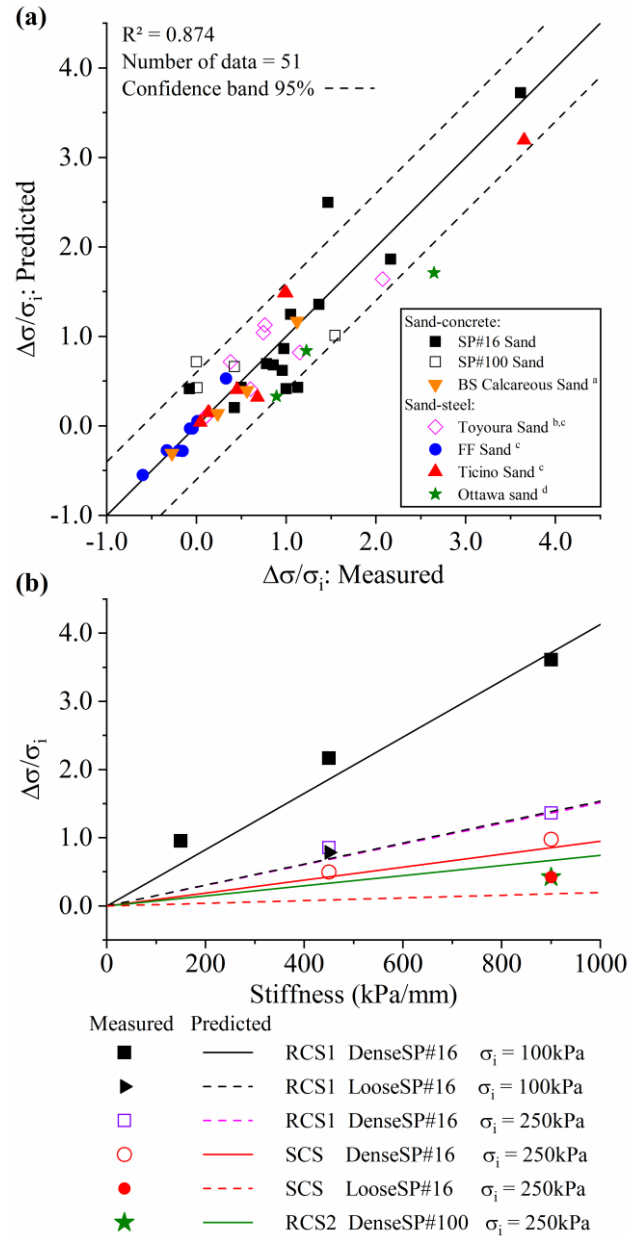 (a)
R² = 0.874
Number of data = 51
Confidence band 95%
4.0
3.0
2.0
1.0
0.0
-1.0
Δσ/σi: Predicted
Sand-concrete:
SP#16 Sand
SP#100 Sand
BS Calcareous Sand a
Sand-steel:
Toyoura Sand b,c
FF Sand c
Ticino Sand c
Ottawa sand d
-1.0 0.0 1.0 2.0 3.0 4.0
Δσ/σi: Measured
(b)
4.0
3.0
2.0
1.0
0.0
Δσ/σi
0 200 400 600 800 1000
Stiffness (kPa/mm)
Measured Predicted
RCS1 DenseSP#16 σi = 100kPa
RCS1 LooseSP#16 σi = 100kPa
RCS1 DenseSP#16 σi = 250kPa
SCS DenseSP#16 σi = 250kPa
SCS LooseSP#16 σi = 250kPa
RCS2 DenseSP#100 σi = 250kPa